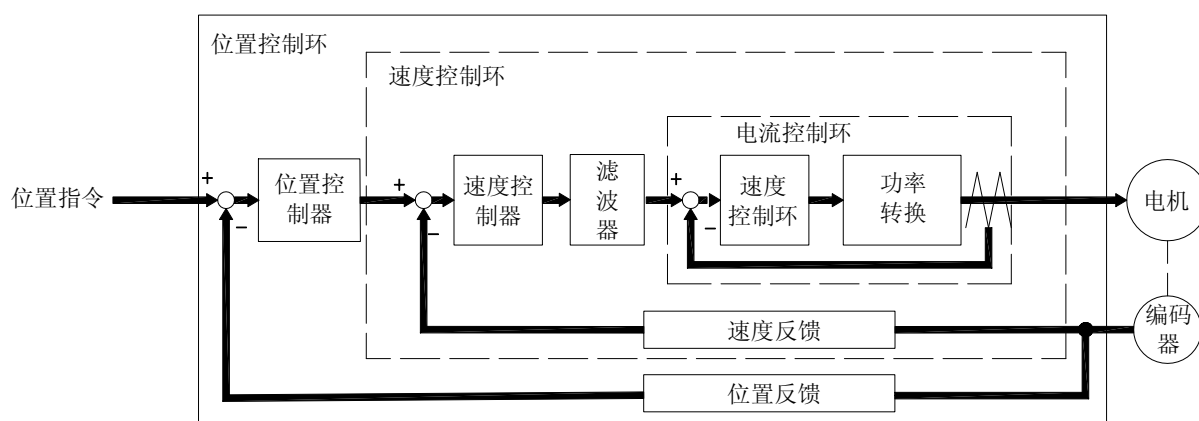 位置控制环
速度控制环
电流控制环
位置指令
+
−
位置控
制器
+
−
速度控
制器
滤
波
器
+
−
速度
控制环
功率
转换
电机
编码
器
速度反馈
位置反馈